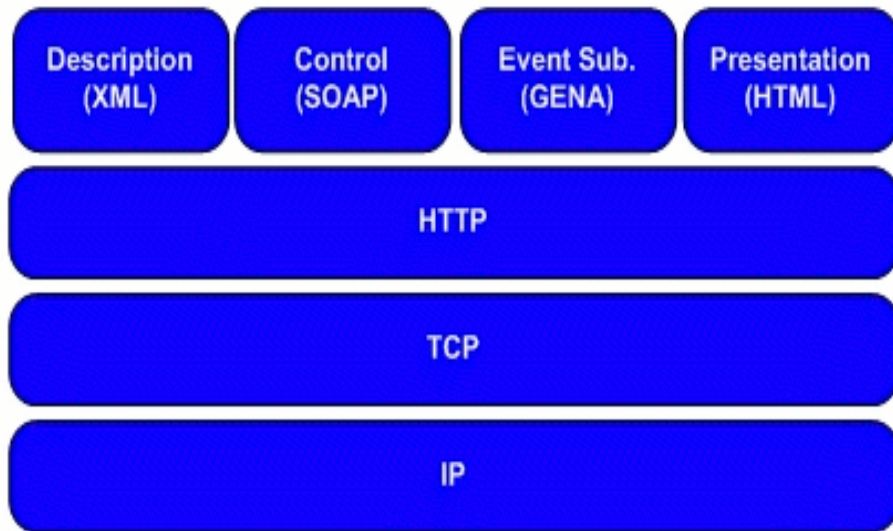 Description
(XML)
Control
(SOAP)
Event Sub.
(GENA)
Presentation
(HTML)
HTTP
TCP
IP